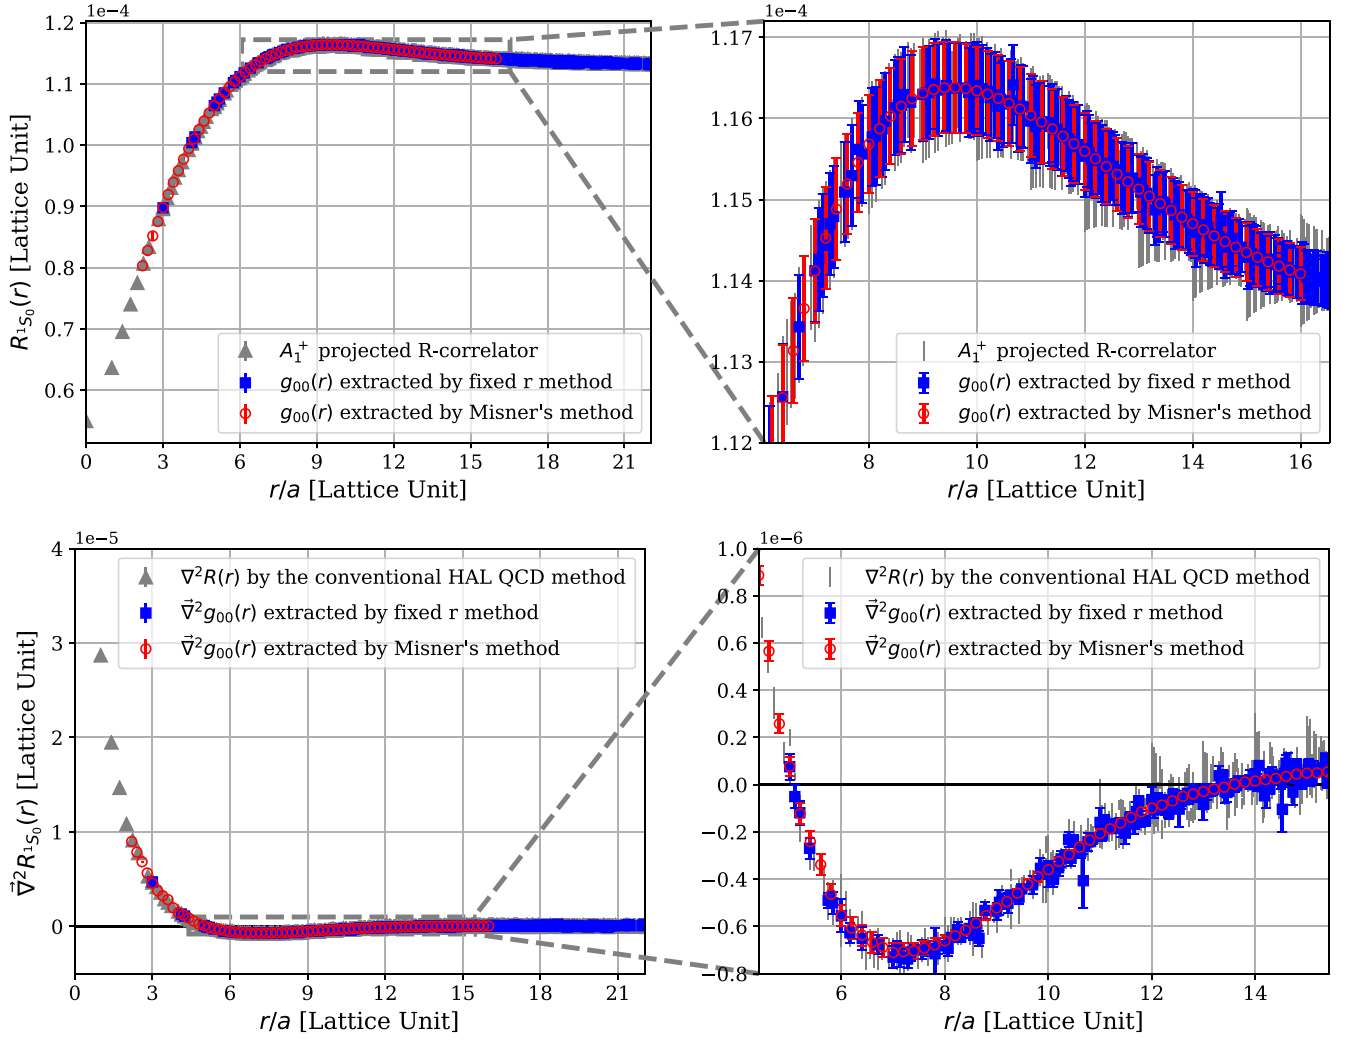 1e−4
1.2
1.1
1.0
0.9
0.8
0.7
0.6
R₁S₀(r) [Lattice Unit]
A₁⁺ projected R-correlator
g₀₀(r) extracted by fixed r method
g₀₀(r) extracted by Misner's method
0 3 6 9 12 15 18 21
r/a [Lattice Unit]
1e−4
1.17
1.16
1.15
1.14
1.13
1.12
A₁⁺ projected R-correlator
g₀₀(r) extracted by fixed r method
g₀₀(r) extracted by Misner's method
8 10 12 14 16
r/a [Lattice Unit]
1e−5
4
3
2
1
0
∇⃗²R₁S₀(r) [Lattice Unit]
∇²R(r) by the conventional HAL QCD method
∇⃗²g₀₀(r) extracted by fixed r method
∇⃗²g₀₀(r) extracted by Misner's method
0 3 6 9 12 15 18 21
r/a [Lattice Unit]
1e−6
1.0
0.8
0.6
0.4
0.2
0.0
−0.2
−0.4
−0.6
−0.8
∇²R(r) by the conventional HAL QCD method
∇⃗²g₀₀(r) extracted by fixed r method
∇⃗²g₀₀(r) extracted by Misner's method
6 8 10 12 14
r/a [Lattice Unit]